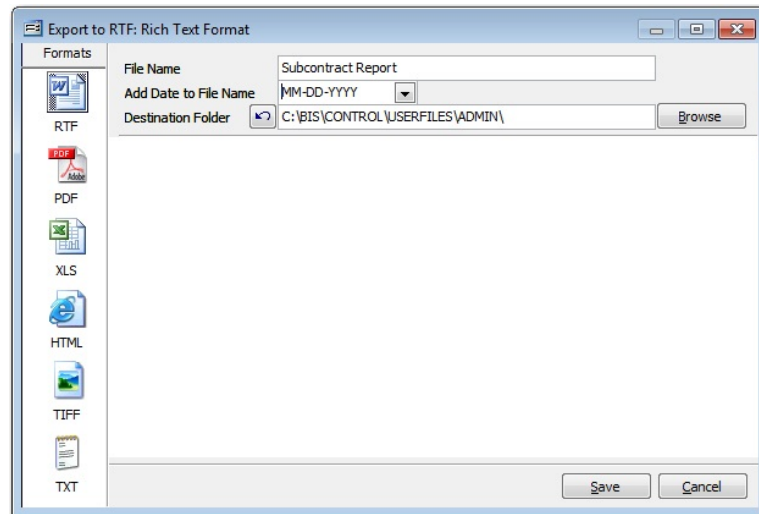 Export to RTF: Rich Text Format
Formats
RTF
PDF
Adobe
PDF
XLS
HTML
TIFF
TXT
File Name Subcontract Report
Add Date to File Name MM-DD-YYYY
Destination Folder C:\BIS\CONTROL\USERFILES\ADMIN\ Browse
Save Cancel